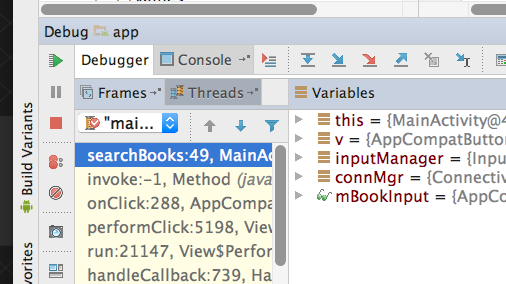 Debug app
Debugger Console
Frames Threads Variables
"mai...
searchBooks:49, MainAc
invoke:-1, Method (java
onClick:288, AppCompa
performClick:5198, View
run:21147, View$Perfor
handleCallback:739, Ha
this = {MainActivity@4
v = {AppCompatButto
inputManager = {Inpu
connMgr = {Connectiv
mBookInput = {AppCo
Build Variants
vorites